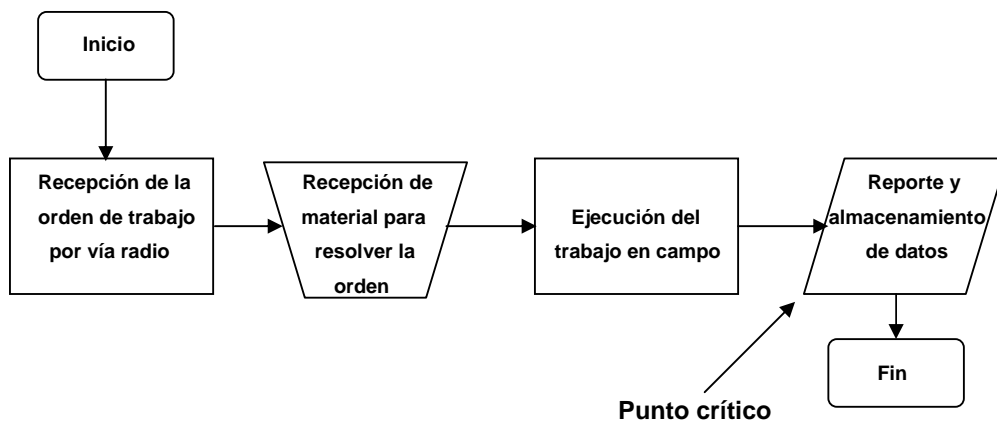 Inicio
Recepción de la
orden de trabajo
por vía radio
Recepción de
material para
resolver la
orden
Ejecución del
trabajo en campo
Reporte y
almacenamiento
de datos
Fin
Punto crítico